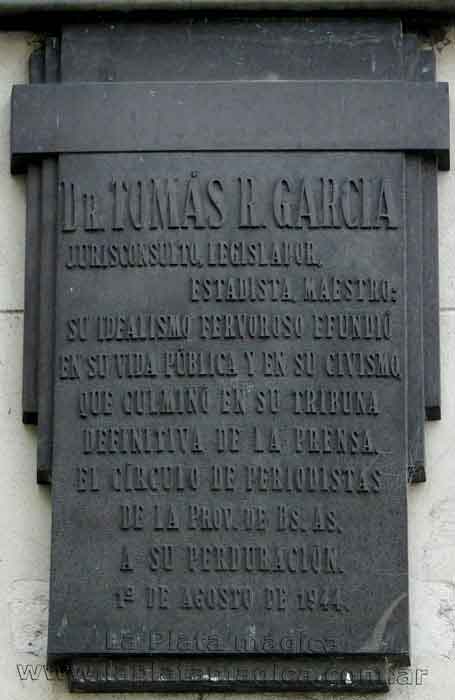 DR. TOMÁS R. GARCIA
JURISCONSULTO, LEGISLADOR,
ESTADISTA, MAESTRO:
SU IDEALISMO FERVOROSO EFUNDIÓ
EN SU VIDA PÚBLICA Y EN SU CIVISMO,
QUE CULMINÓ EN SU TRIBUNA
DEFINITIVA DE LA PRENSA.
EL CÍRCULO DE PERIODISTAS
DE LA PROV. DE BS. AS.
A SU PERDURACIÓN.
1º DE AGOSTO DE 1944.
La Plata mágica
www.laplatamagica.com.ar